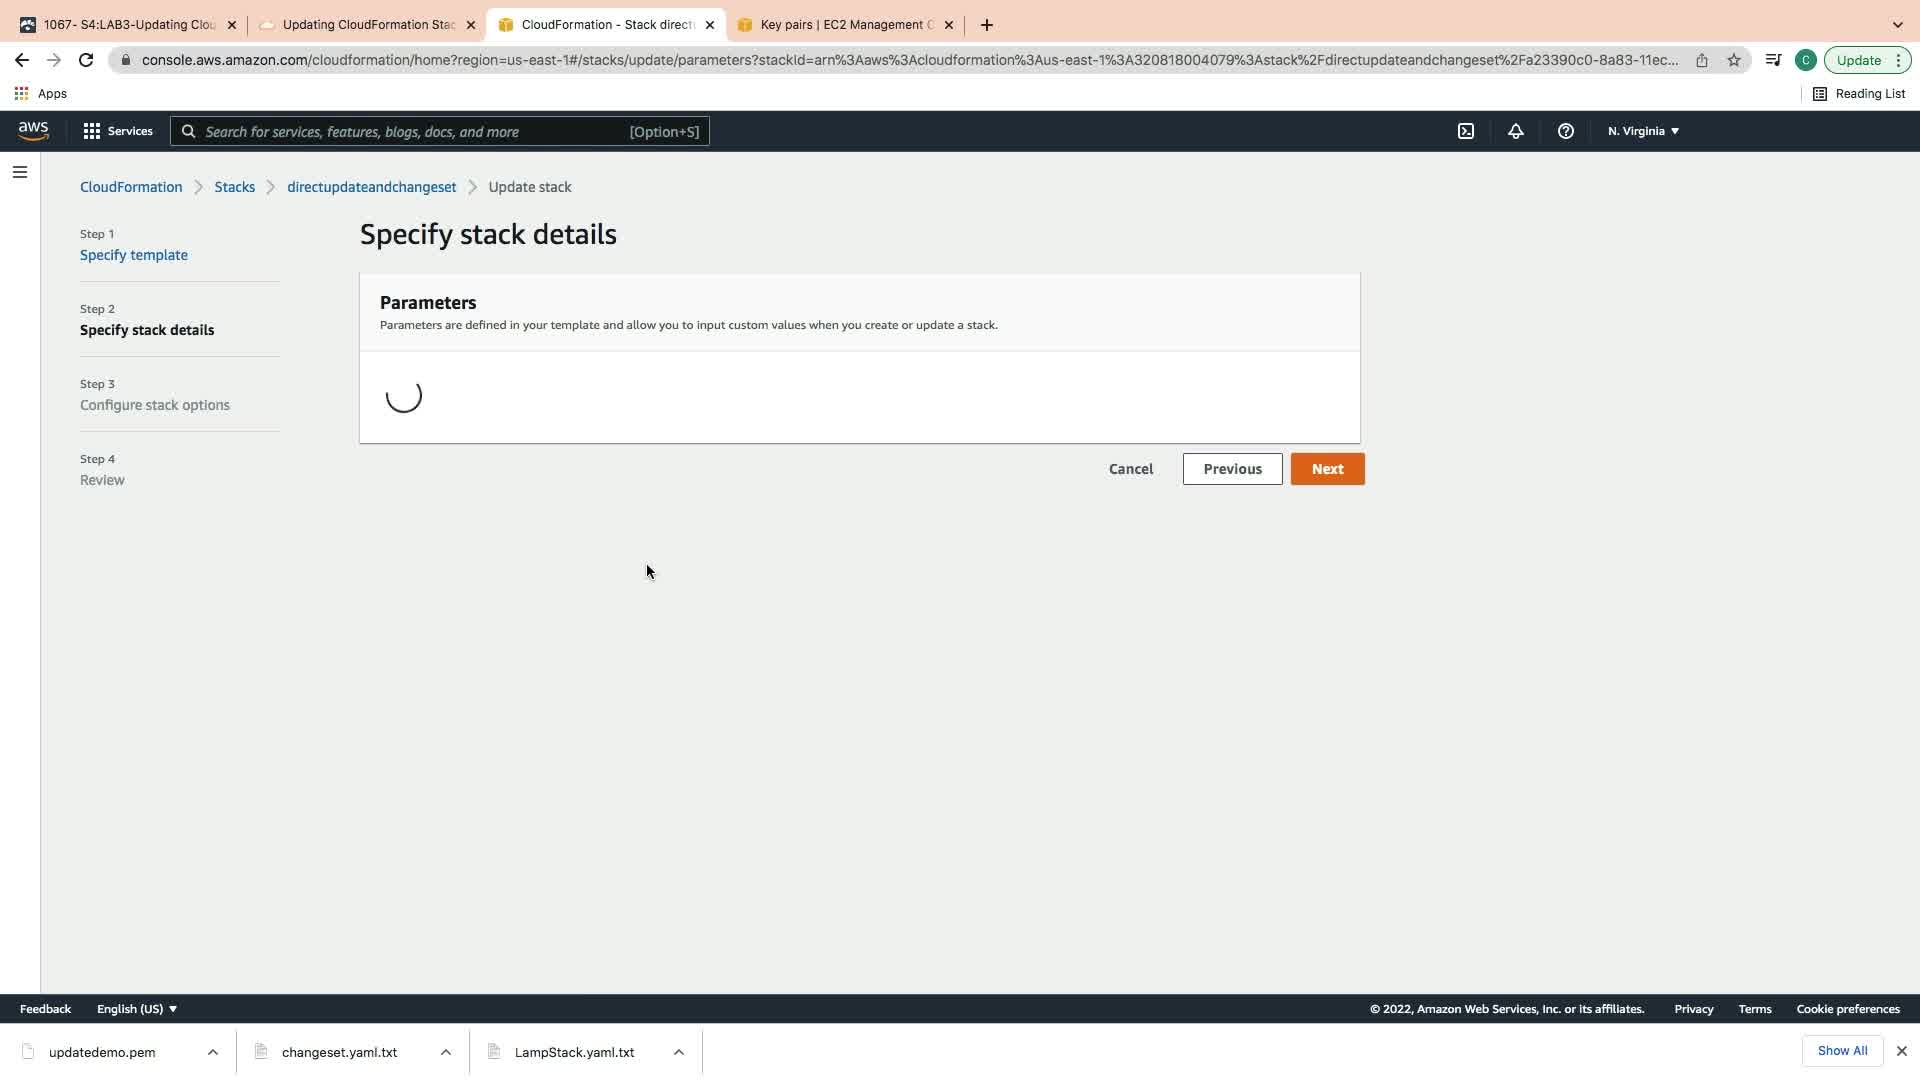 1067- S4:LAB3-Updating Clou
Updating CloudFormation Stac
CloudFormation - Stack direct
Key pairs | EC2 Management C
console.aws.amazon.com/cloudformation/home?region=us-east-1#/stacks/update/parameters?stackId=arn%3Aaws%3Acloudformation%3Aus-east-1%3A320818004079%3Astack%2Fdirectupdateandchangeset%2Fa23390c0-8a83-11ec...
C
Update
Apps
Reading List
aws
Services
Search for services, features, blogs, docs, and more
[Option+S]
N. Virginia
CloudFormation
Stacks
directupdateandchangeset
Update stack
Step 1
Specify template
Step 2
Specify stack details
Step 3
Configure stack options
Step 4
Review
Specify stack details
Parameters
Parameters are defined in your template and allow you to input custom values when you create or update a stack.
Cancel
Previous
Next
Feedback
English (US)
© 2022, Amazon Web Services, Inc. or its affiliates.
Privacy
Terms
Cookie preferences
updatedemo.pem
changeset.yaml.txt
LampStack.yaml.txt
Show All